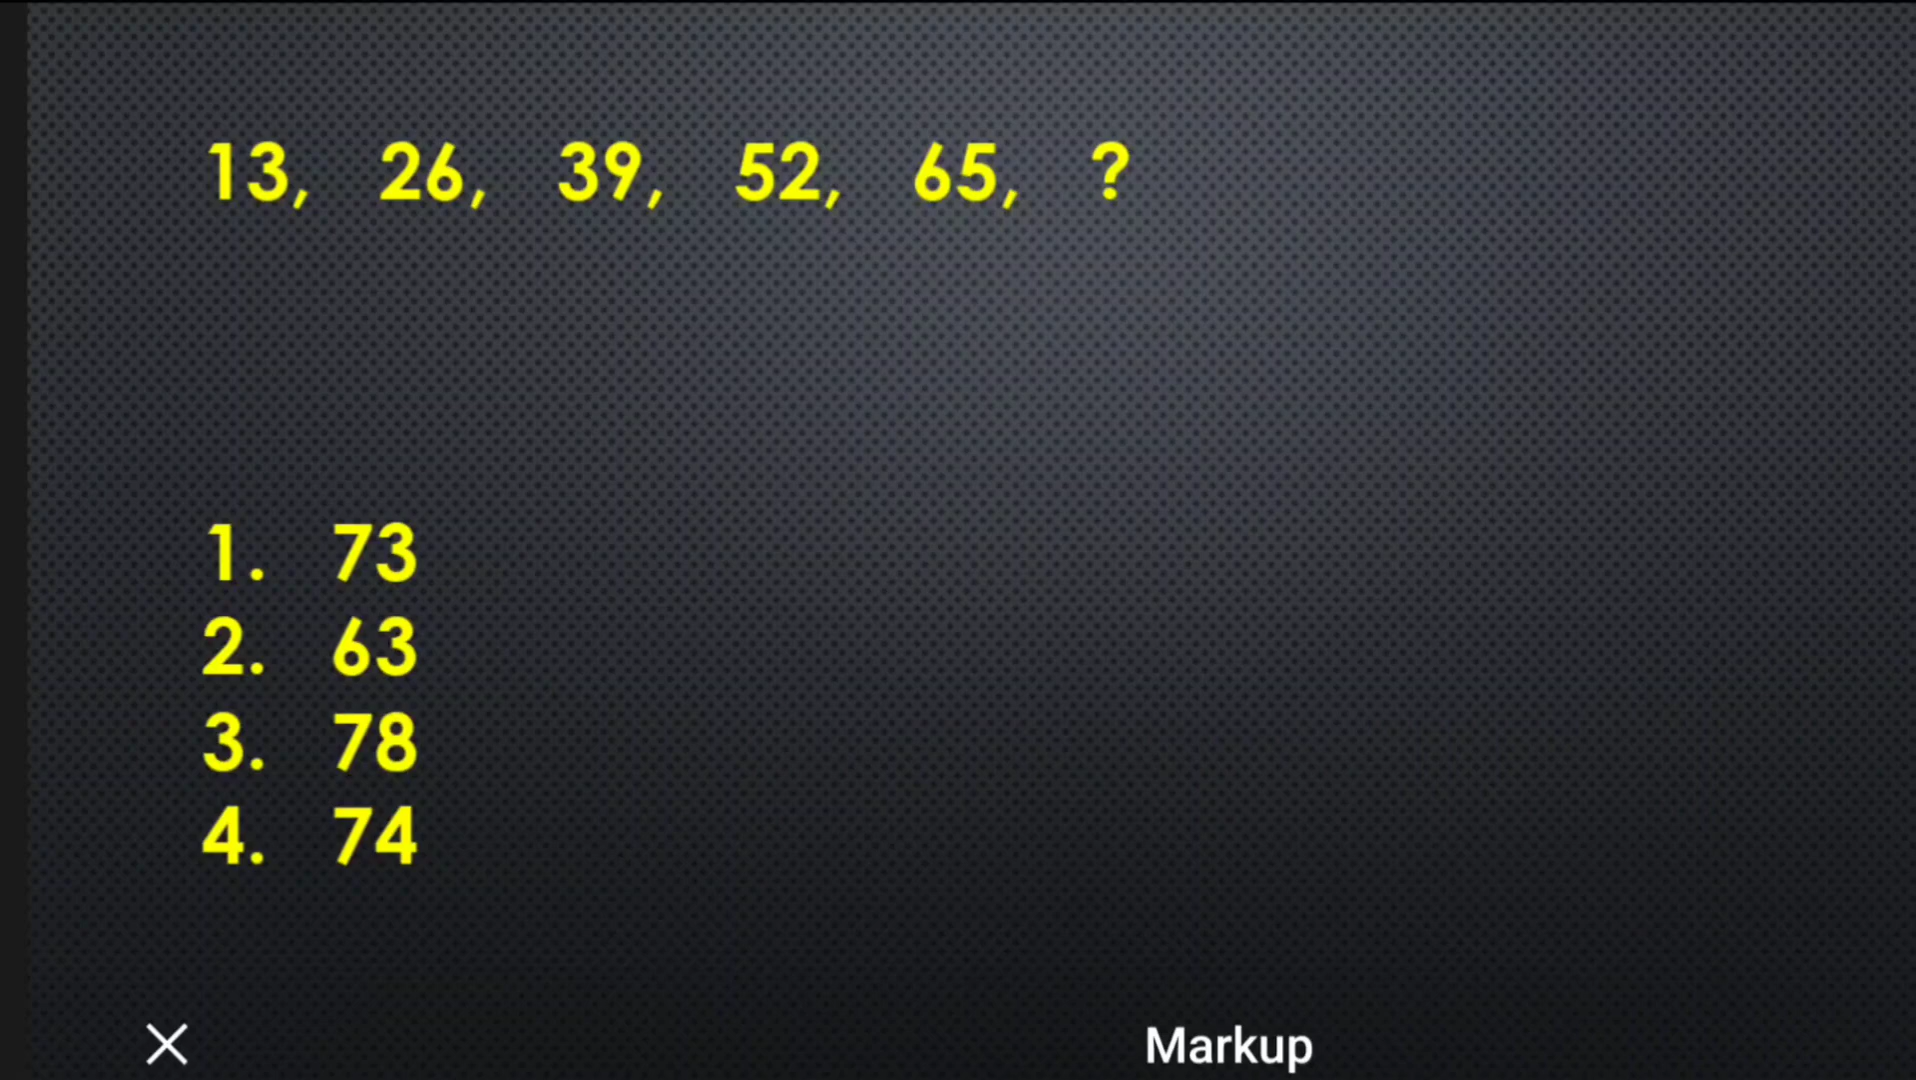 13, 26, 39, 52, 65, ?
1. 73
2. 63
3. 78
4. 74
Markup